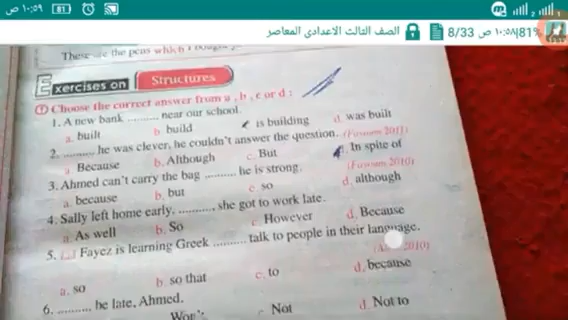 ١٠:٥٩ ص 81
الصف الثالث الاعدادى المعاصر 8/33 ١٠:٥٨ ص 81%
These are the pens which I
Exercises on Structures
1 Choose the correct answer from a , b , c or d :
1. A new bank .......... near our school.
a. built b. build c. is building d. was built
2. .......... he was clever, he couldn't answer the question. (Fayoum 2011)
a. Because b. Although c. But d. In spite of
3. Ahmed can't carry the bag .......... he is strong. (Fayoum 2010)
a. because b. but c. so d. although
4. Sally left home early, .......... she got to work late.
a. As well b. So c. However d. Because
5. Fayez is learning Greek .......... talk to people in their language. 2010)
a. so b. so that c. to d. because
6. .......... be late, Ahmed.
Won't c. Not d. Not to